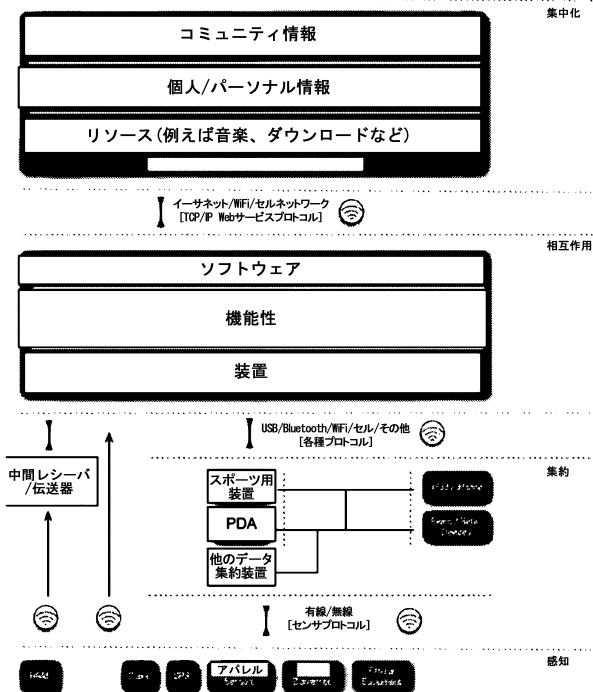 集中化
コミュニティ情報
個人/パーソナル情報
リソース(例えば音楽、ダウンロードなど)
イーサネット/WiFi/セルネットワーク
[TCP/IP Webサービスプロトコル]
相互作用
ソフトウェア
機能性
装置
USB/Bluetooth/WiFi/セル/その他
[各種プロトコル]
集約
中間レシーバ
/伝送器
スポーツ用
装置
PDA
他のデータ
集約装置
有線/無線
[センサプロトコル]
感知
HRM
GPS
アパレル